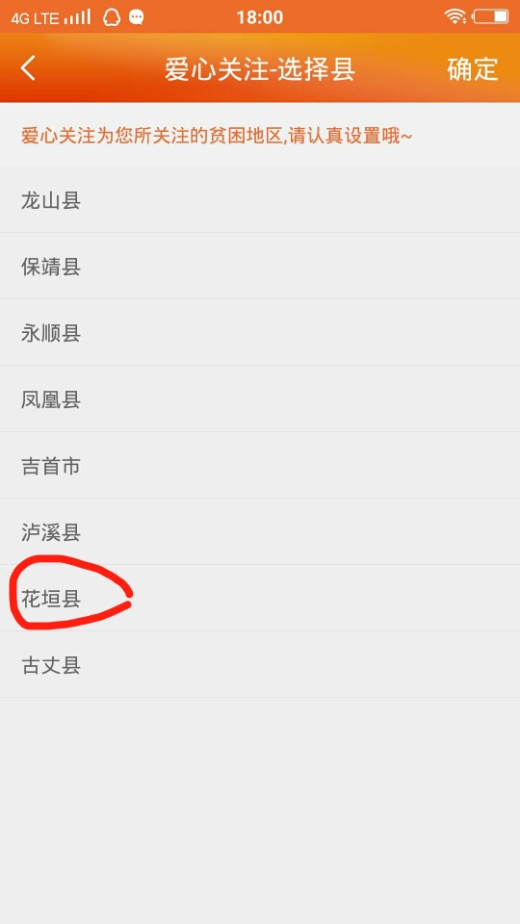 4G LTE 18:00
爱心关注-选择县 确定
爱心关注为您所关注的贫困地区,请认真设置哦~
龙山县
保靖县
永顺县
凤凰县
吉首市
泸溪县
花垣县
古丈县